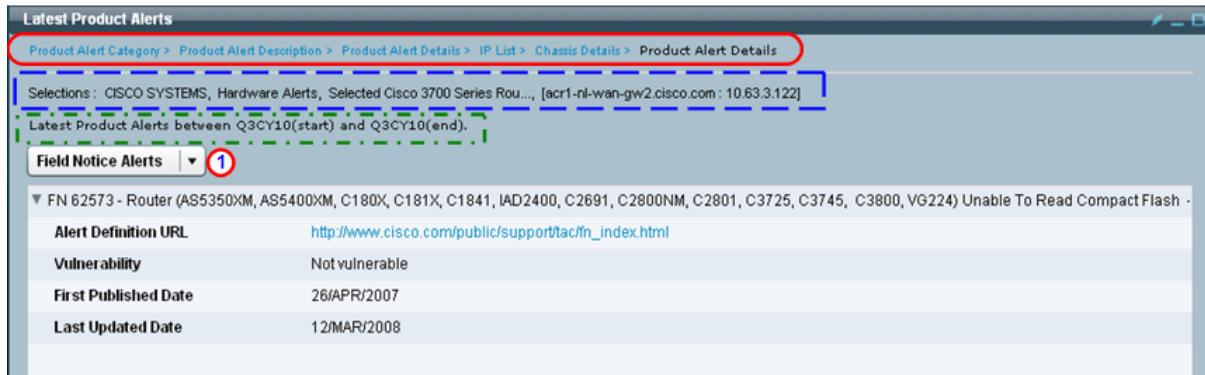 Latest Product Alerts
Product Alert Category > Product Alert Description > Product Alert Details > IP List > Chassis Details > Product Alert Details
Selections : CISCO SYSTEMS, Hardware Alerts, Selected Cisco 3700 Series Rou..., [acr1-nl-wan-gw2.cisco.com : 10.63.3.122]
Latest Product Alerts between Q3CY10(start) and Q3CY10(end).
Field Notice Alerts 1
FN 62573 - Router (AS5350XM, AS5400XM, C180X, C181X, C1841, IAD2400, C2691, C2800NM, C2801, C3725, C3745, C3800, VG224) Unable To Read Compact Flash -
Alert Definition URL http://www.cisco.com/public/support/tac/fn_index.html
Vulnerability Not vulnerable
First Published Date 26/APR/2007
Last Updated Date 12/MAR/2008